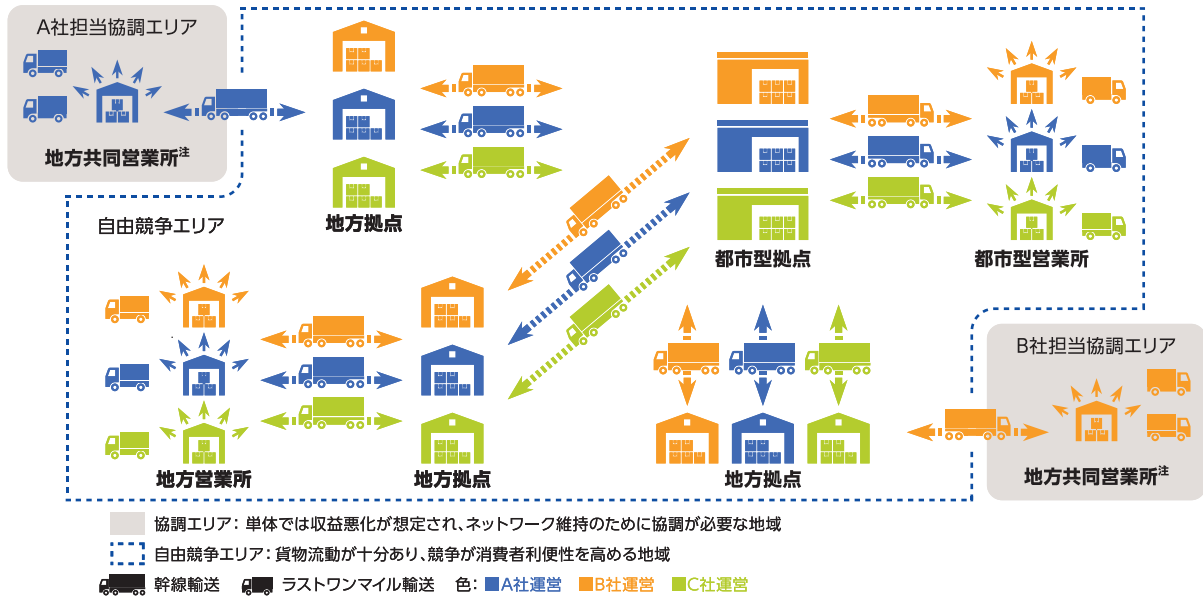 A社担当協調エリア
地方共同営業所注
地方拠点
自由競争エリア
都市型拠点
都市型営業所
地方営業所
地方拠点
地方拠点
B社担当協調エリア
地方共同営業所注
協調エリア：単体では収益悪化が想定され、ネットワーク維持のために協調が必要な地域
自由競争エリア：貨物流動が十分あり、競争が消費者利便性を高める地域
幹線輸送 ラストワンマイル輸送 色：■A社運営 ■B社運営 ■C社運営